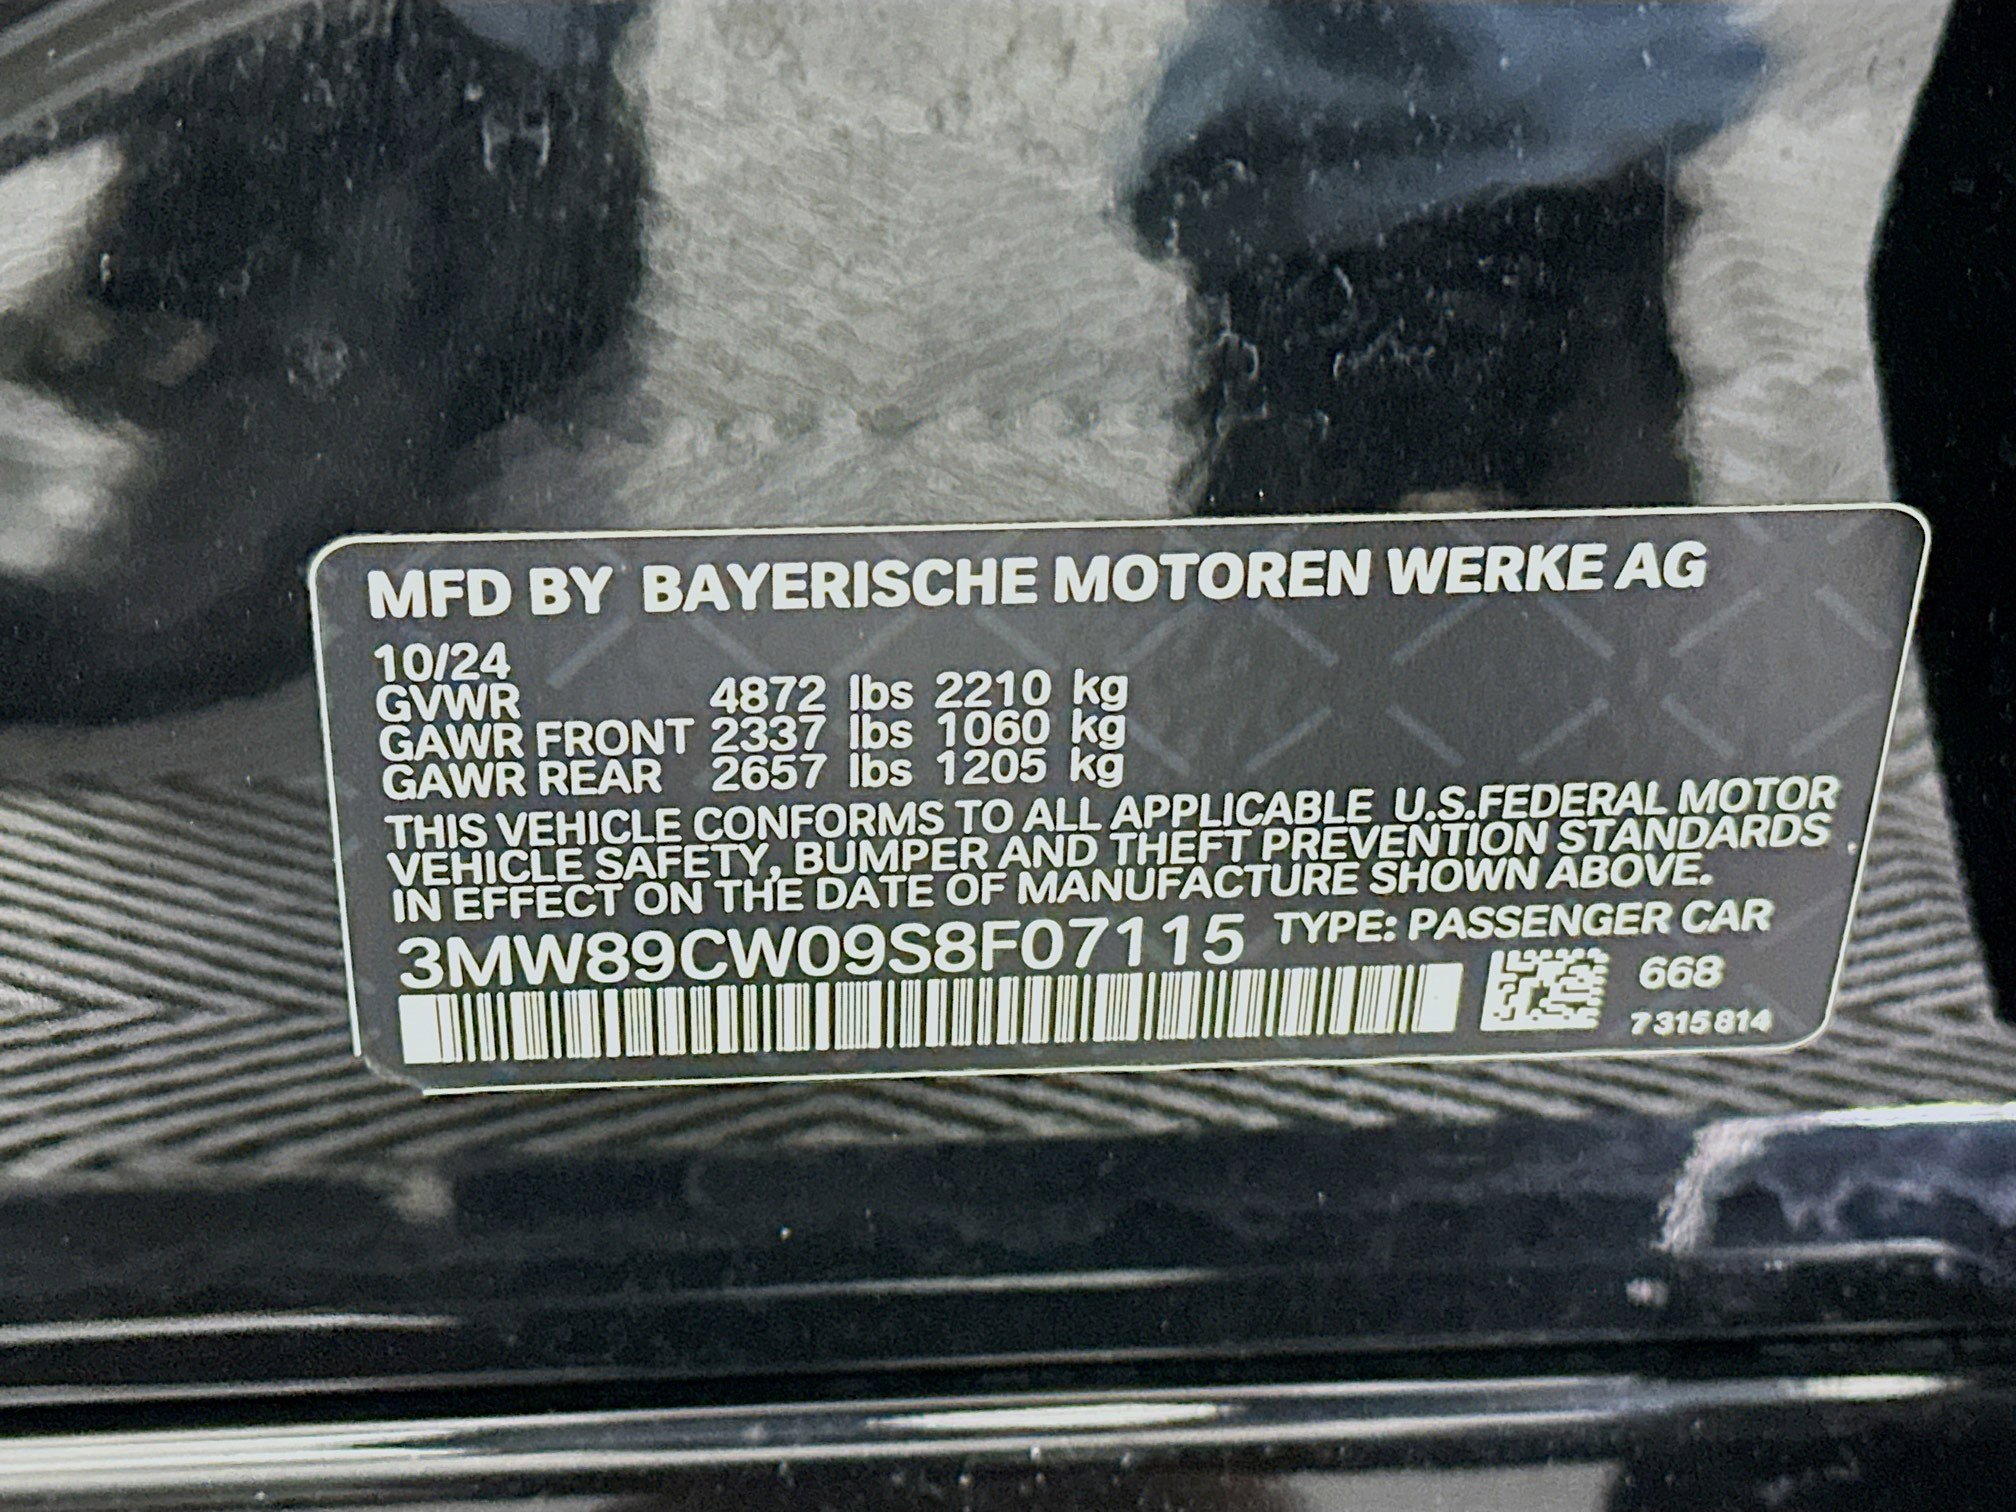 MFD BY BAYERISCHE MOTOREN WERKE AG
10/24
GVWR 4872 lbs 2210 kg
GAWR FRONT 2337 lbs 1060 kg
GAWR REAR 2657 lbs 1205 kg
THIS VEHICLE CONFORMS TO ALL APPLICABLE U.S.FEDERAL MOTOR
VEHICLE SAFETY, BUMPER AND THEFT PREVENTION STANDARDS
IN EFFECT ON THE DATE OF MANUFACTURE SHOWN ABOVE.
3MW89CW09S8F07115 TYPE: PASSENGER CAR
668
7315814